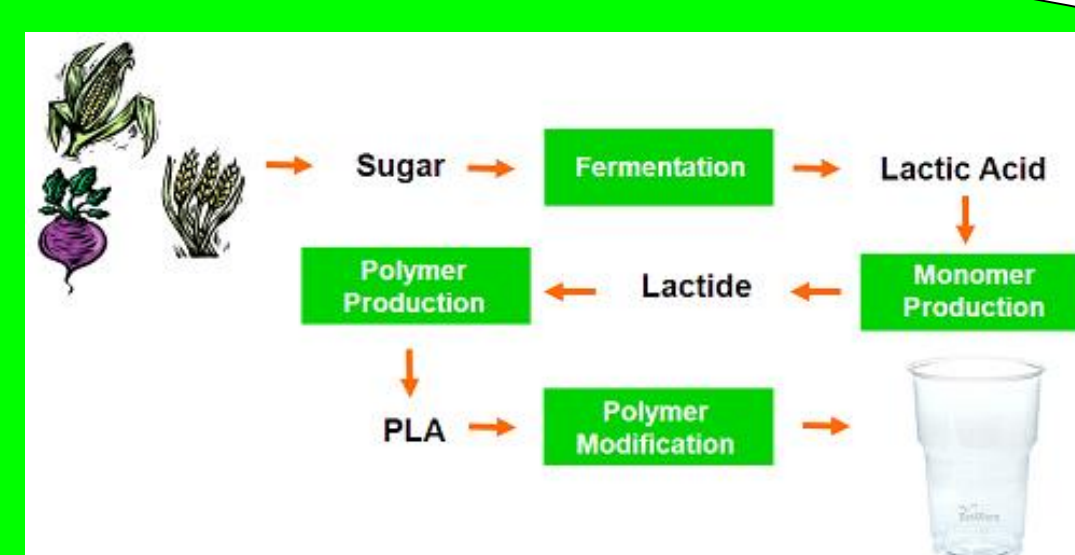 Sugar
Fermentation
Lactic Acid
Monomer
Production
Lactide
Polymer
Production
PLA
Polymer
Modification